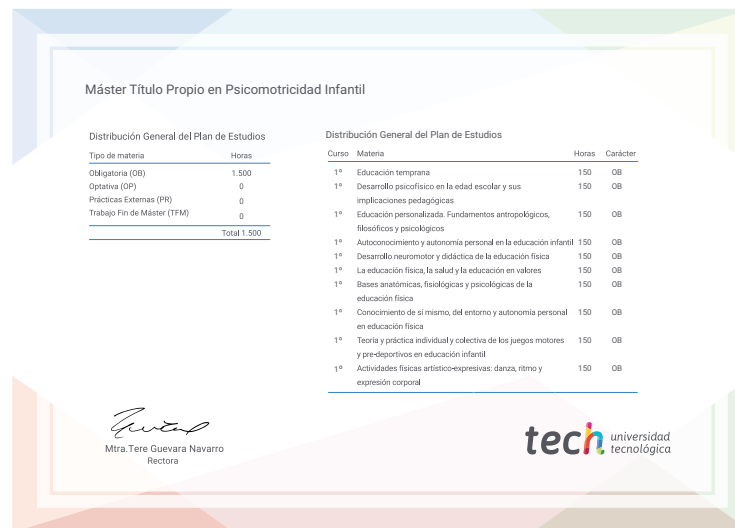 Máster Título Propio en Psicomotricidad Infantil
Distribución General del Plan de Estudios
Tipo de materia Horas
Obligatoria (OB) 1.500
Optativa (OP) 0
Prácticas Externas (PR) 0
Trabajo Fin de Máster (TFM) 0
Total 1.500
Distribución General del Plan de Estudios
Curso Materia Horas Carácter
1º Educación temprana 150 OB
1º Desarrollo psicofísico en la edad escolar y sus 150 OB
implicaciones pedagógicas
1º Educación personalizada. Fundamentos antropológicos, 150 OB
filosóficos y psicológicos
1º Autoconocimiento y autonomía personal en la educación infantil 150 OB
1º Desarrollo neuromotor y didáctica de la educación física 150 OB
1º La educación física, la salud y la educación en valores 150 OB
1º Bases anatómicas, fisiológicas y psicológicas de la 150 OB
educación física
1º Conocimiento de sí mismo, del entorno y autonomía personal 150 OB
en educación física
1º Teoría y práctica individual y colectiva de los juegos motores 150 OB
y pre-deportivos en educación infantil
1º Actividades físicas artístico-expresivas: danza, ritmo y 150 OB
expresión corporal
Mtra.Tere Guevara Navarro
Rectora
tech universidad
tecnológica